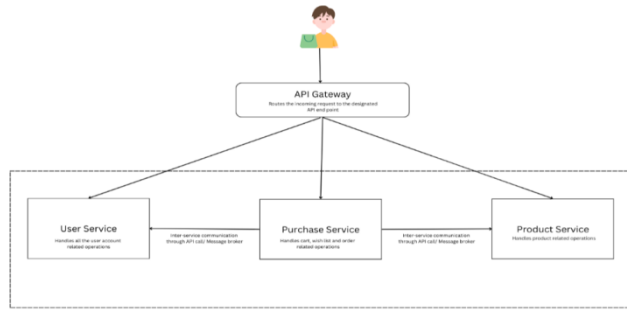 API Gateway
Routes the incoming request to the designated
API end point
User Service
Handles all the user account
related operations
Inter-service communication
through API call/ Message broker
Purchase Service
Handles cart, wish list and order
related operations
Inter-service communication
through API call/ Message broker
Product Service
Handles product related operations